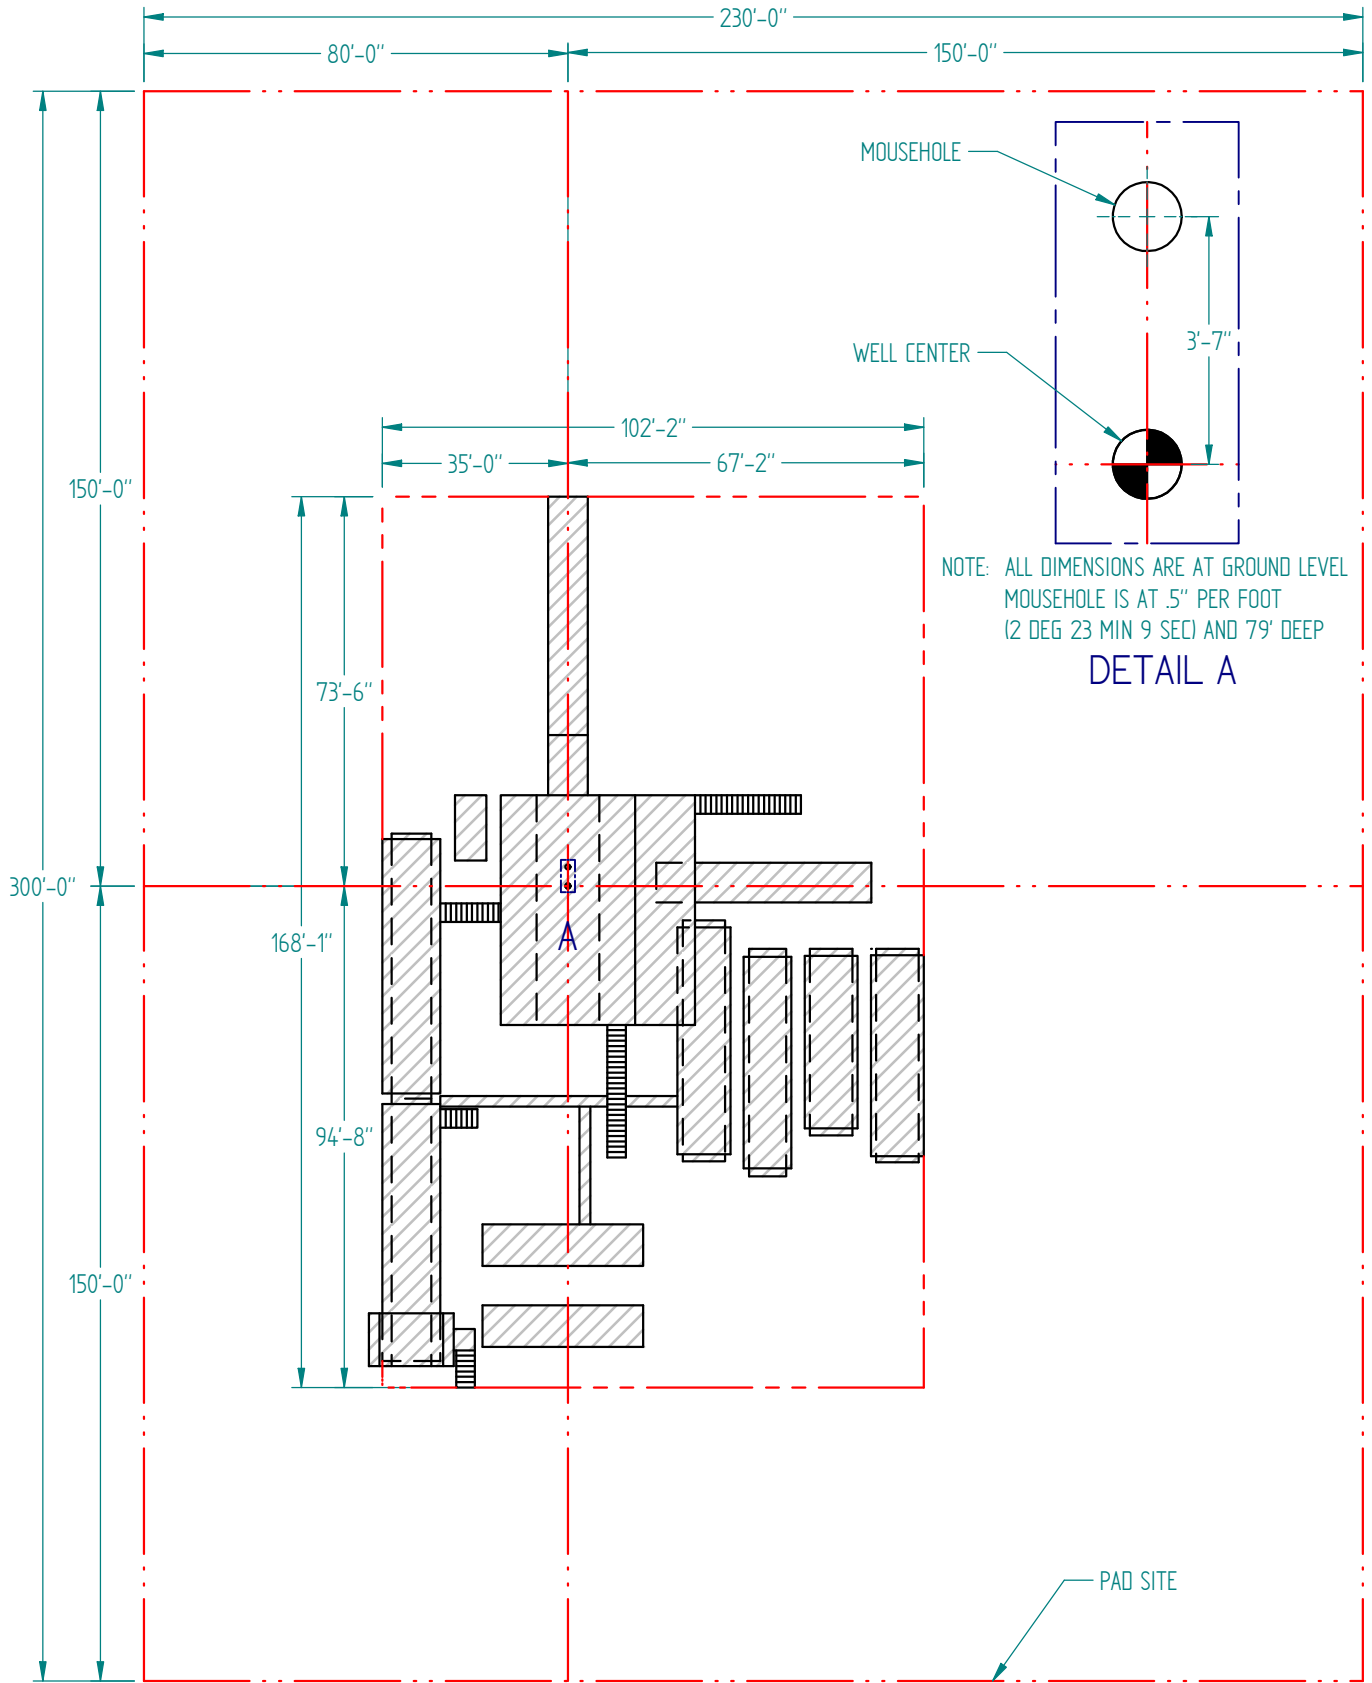 230'-0"
80'-0"
150'-0"
MOUSEHOLE
3'-7"
WELL CENTER
102'-2"
35'-0"
67'-2"
150'-0"
NOTE: ALL DIMENSIONS ARE AT GROUND LEVEL
MOUSEHOLE IS AT .5" PER FOOT
(2 DEG 23 MIN 9 SEC) AND 79' DEEP
DETAIL A
73'-6"
300'-0"
A
168'-1"
94'-8"
150'-0"
PAD SITE